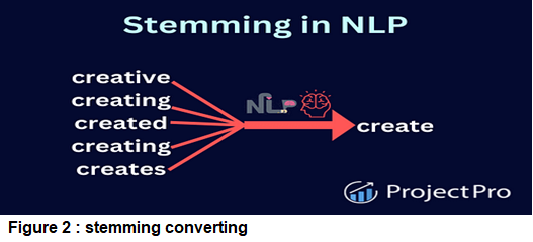 Stemming in NLP
creative
creating
created
creating
creates
NLP
create
ProjectPro
Figure 2 : stemming converting